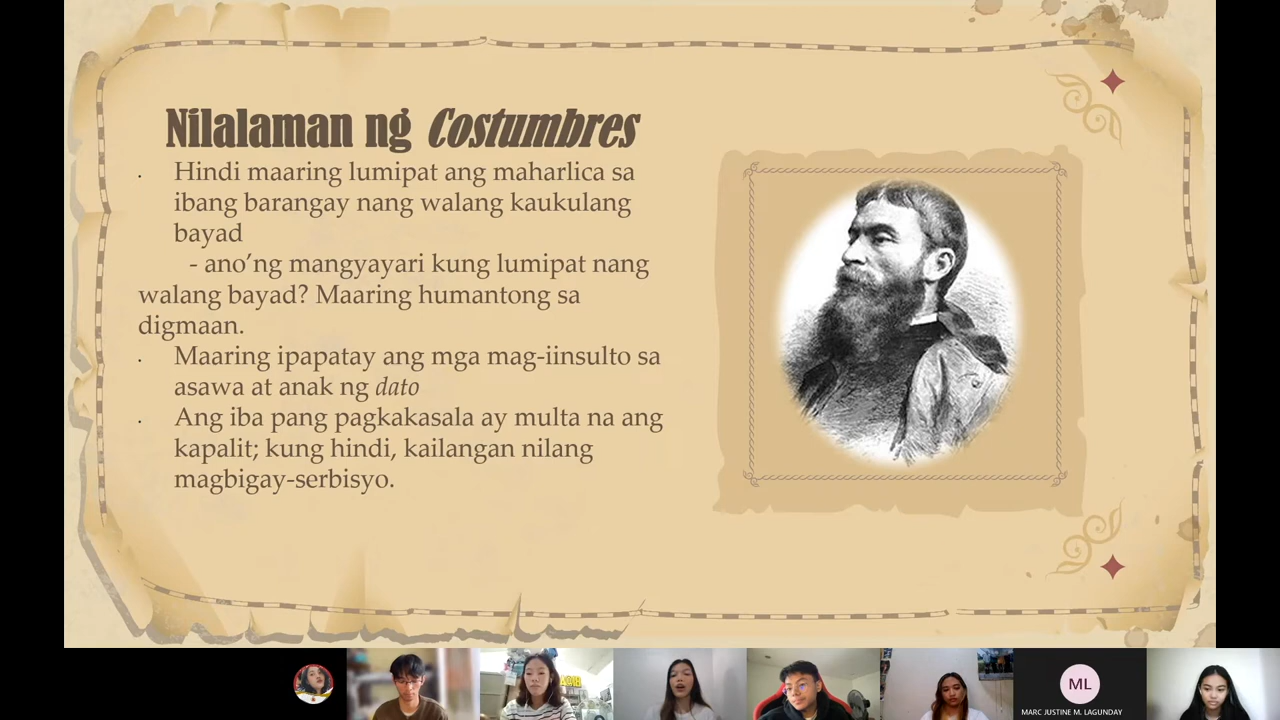 Nilalaman ng Costumbres
· Hindi maaring lumipat ang maharlica sa
ibang barangay nang walang kaukulang
bayad
- ano’ng mangyayari kung lumipat nang
walang bayad? Maaring humantong sa
digmaan.
· Maaring ipapatay ang mga mag-iinsulto sa
asawa at anak ng dato
· Ang iba pang pagkakasala ay multa na ang
kapalit; kung hindi, kailangan nilang
magbigay-serbisyo.
ML
MARC JUSTINE M. LAGUNDAY